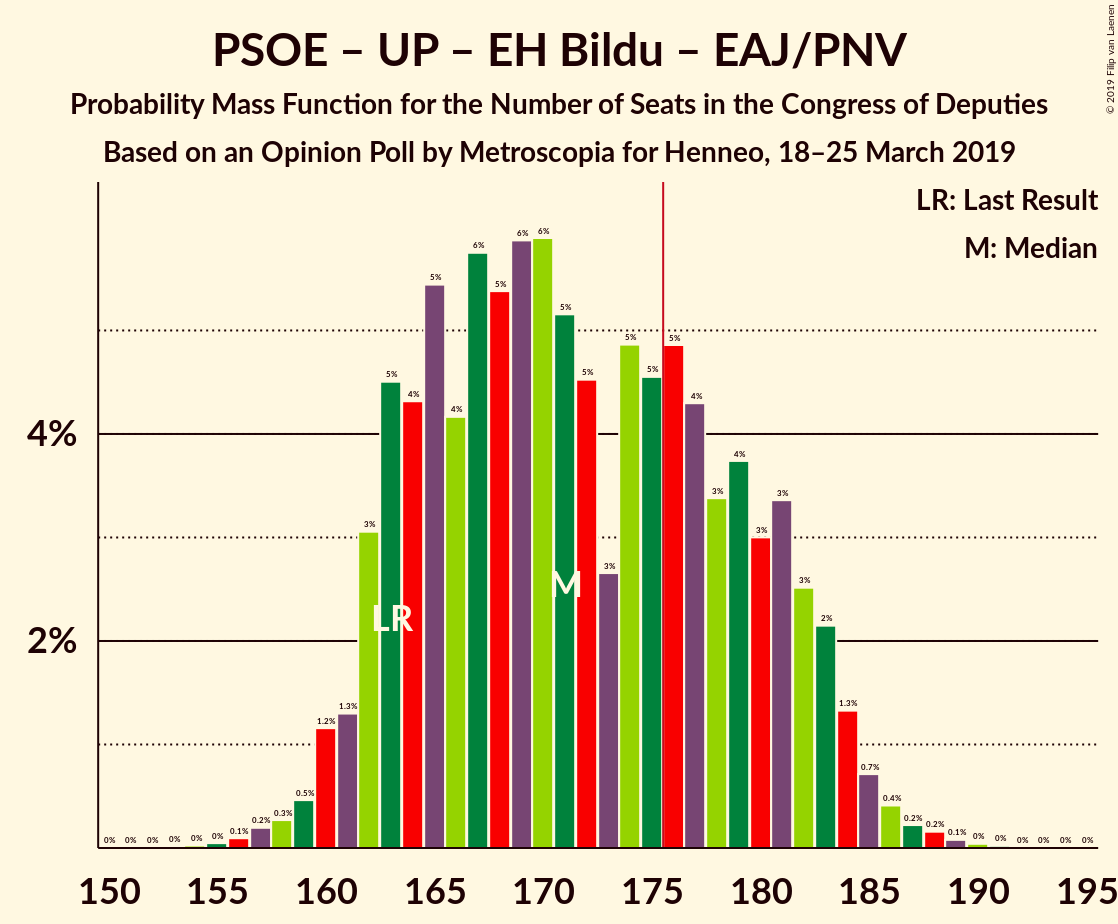 PSOE – UP – EH Bildu – EAJ/PNV
Probability Mass Function for the Number of Seats in the Congress of Deputies
Based on an Opinion Poll by Metroscopia for Henneo, 18–25 March 2019
© 2019 Filip van Laenen
LR: Last Result
M: Median
4%
2%
0% 0% 0% 0% 0% 0% 0.1% 0.2% 0.3% 0.5% 1.2% 1.3% 3% 5% 4% 5% 4% 6% 5% 6% 6% 5% 5% 3% 5% 5% 5% 4% 3% 4% 3% 3% 3% 2% 1.3% 0.7% 0.4% 0.2% 0.2% 0.1% 0% 0% 0% 0% 0% 0%
LR
M
150 155 160 165 170 175 180 185 190 195